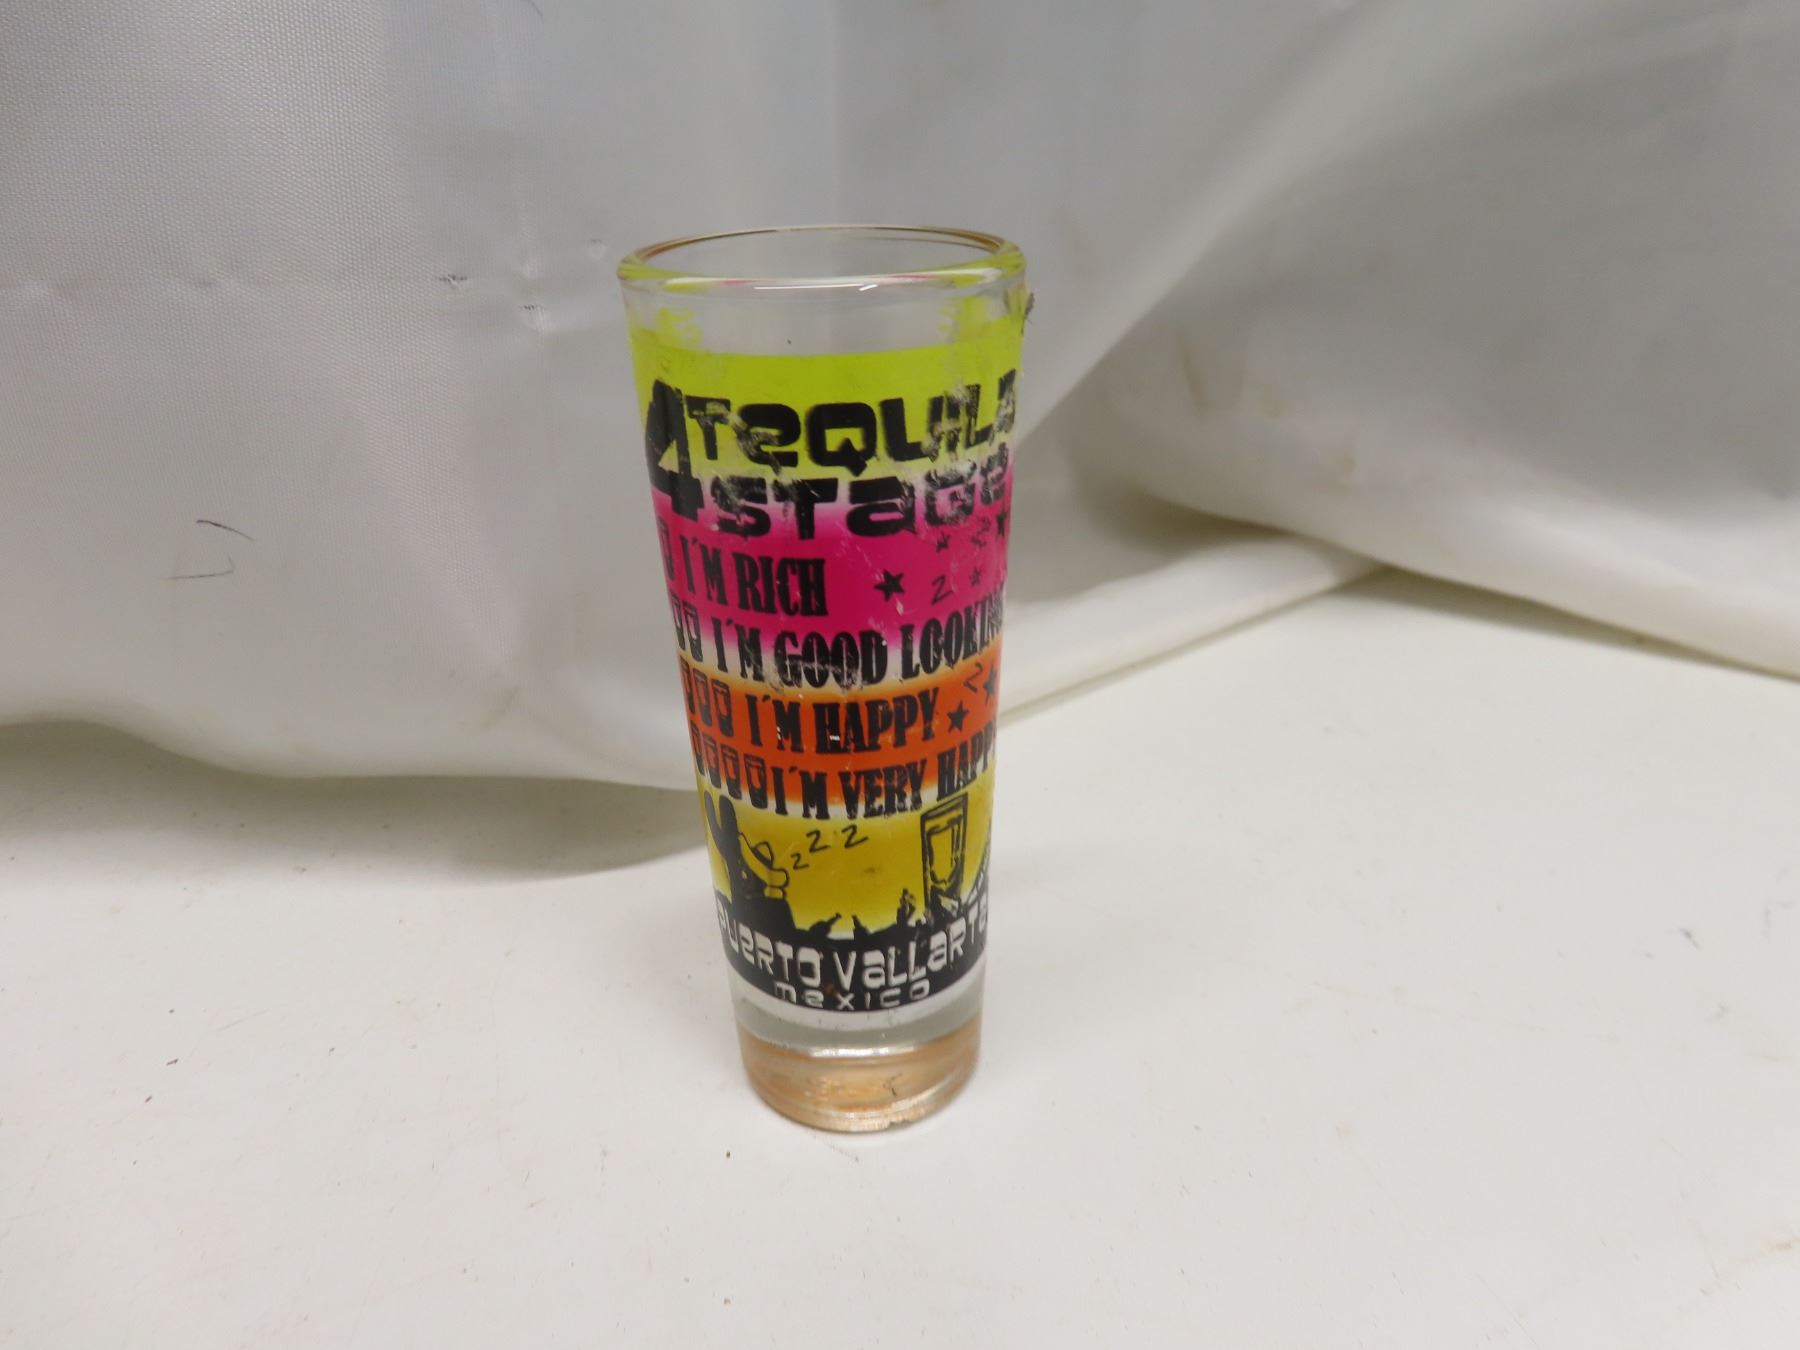 4 TEQUILA
STAGE
I'M RICH
z
I'M GOOD LOOKING
I'M HAPPY
I'M VERY HAPPY
z z z
PUERTO VALLARTA
MEXICO